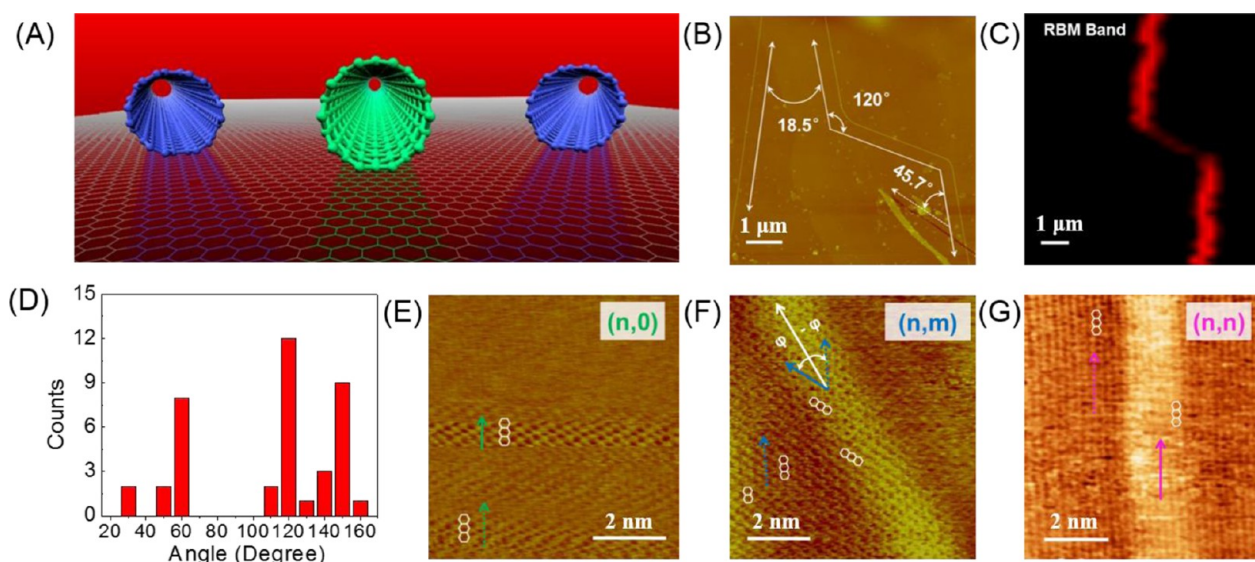 (A)
(B)
120°
18.5°
45.7°
1 μm
(C)
RBM Band
1 μm
(D)
15
12
9
6
3
0
Counts
20 40 60 80 100 120 140 160
Angle (Degree)
(E)
(n,0)
2 nm
(F)
(n,m)
φ
- φ
2 nm
(G)
(n,n)
2 nm